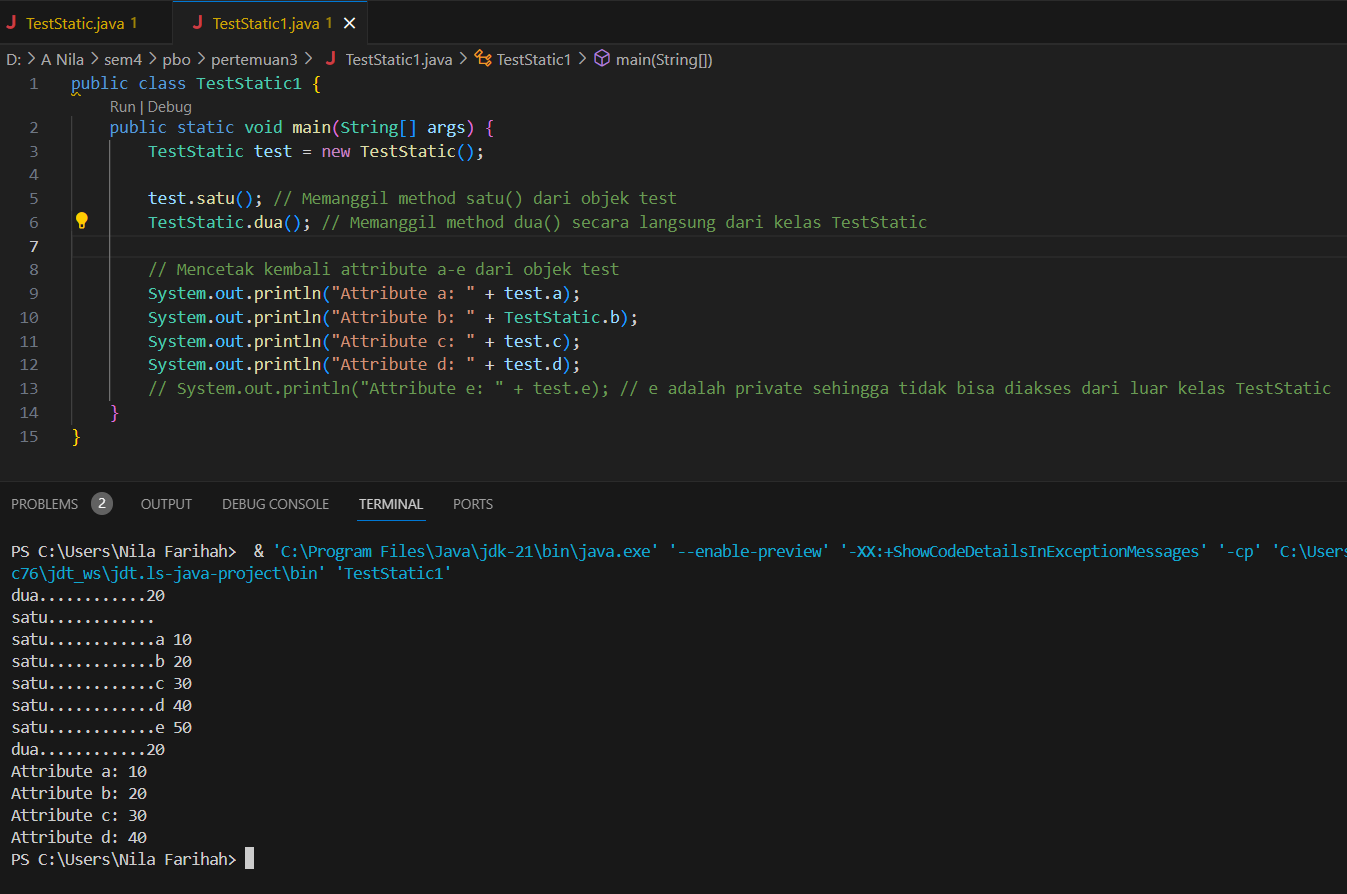 J TestStatic.java 1 J TestStatic1.java 1 ×
D: > A Nila > sem4 > pbo > pertemuan3 > J TestStatic1.java > TestStatic1 > main(String[])
1 public class TestStatic1 {
Run | Debug
2 public static void main(String[] args) {
3 TestStatic test = new TestStatic();
4
5 test.satu(); // Memanggil method satu() dari objek test
6 TestStatic.dua(); // Memanggil method dua() secara langsung dari kelas TestStatic
7
8 // Mencetak kembali attribute a-e dari objek test
9 System.out.println("Attribute a: " + test.a);
10 System.out.println("Attribute b: " + TestStatic.b);
11 System.out.println("Attribute c: " + test.c);
12 System.out.println("Attribute d: " + test.d);
13 // System.out.println("Attribute e: " + test.e); // e adalah private sehingga tidak bisa diakses dari luar kelas TestStatic
14 }
15 }
PROBLEMS 2 OUTPUT DEBUG CONSOLE TERMINAL PORTS
PS C:\Users\Nila Farihah>  & 'C:\Program Files\Java\jdk-21\bin\java.exe' '--enable-preview' '-XX:+ShowCodeDetailsInExceptionMessages' '-cp' 'C:\Users
c76\jdt_ws\jdt.ls-java-project\bin' 'TestStatic1'
dua............20
satu............
satu............a 10
satu............b 20
satu............c 30
satu............d 40
satu............e 50
dua............20
Attribute a: 10
Attribute b: 20
Attribute c: 30
Attribute d: 40
PS C:\Users\Nila Farihah>